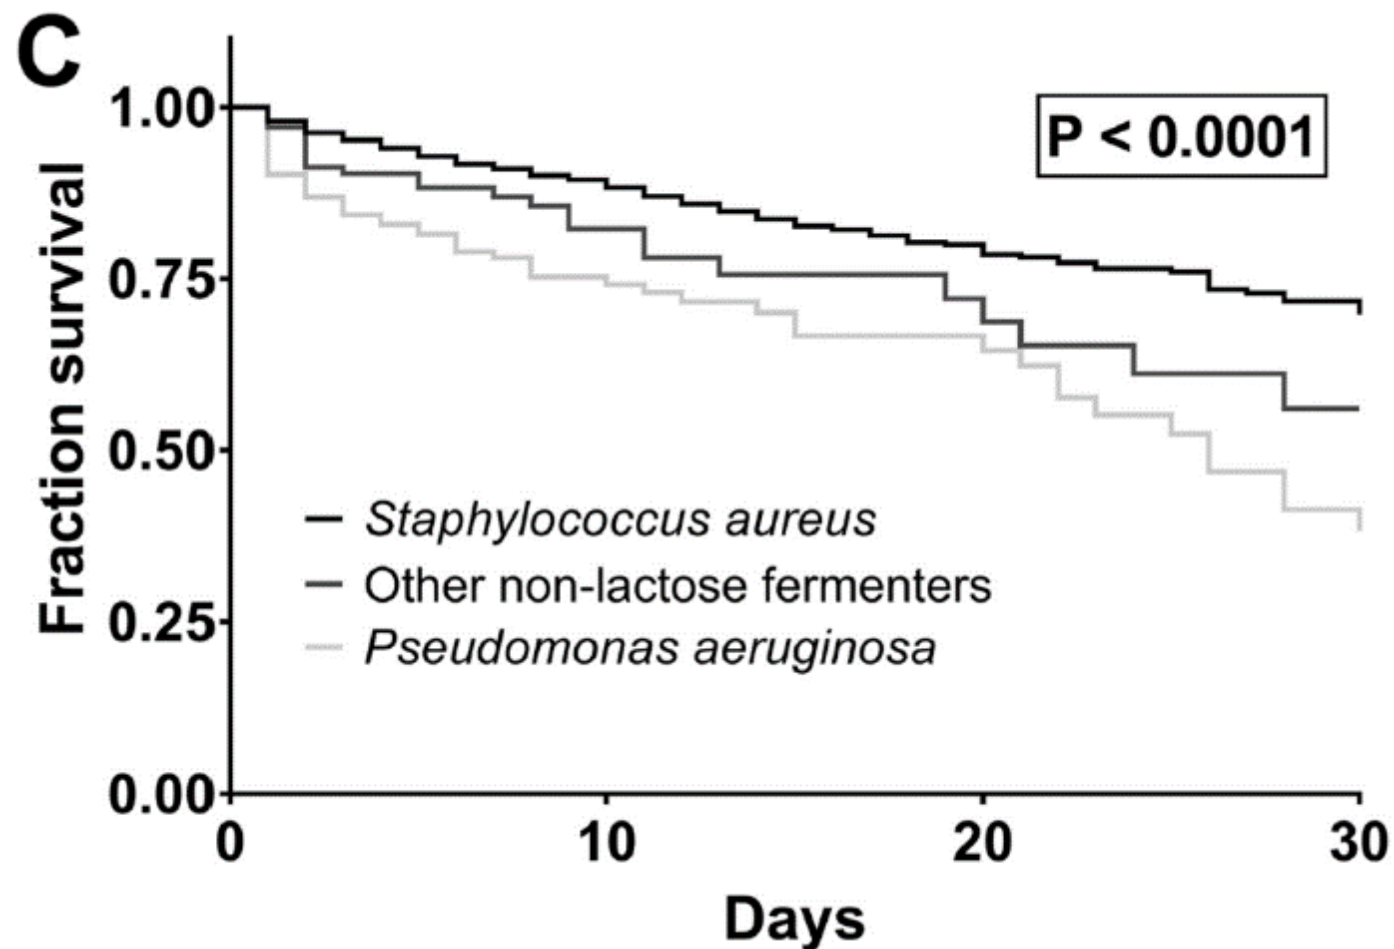 C
P < 0.0001
Fraction survival
1.00
0.75
0.50
0.25
0.00
Staphylococcus aureus
Other non-lactose fermenters
Pseudomonas aeruginosa
0 10 20 30
Days